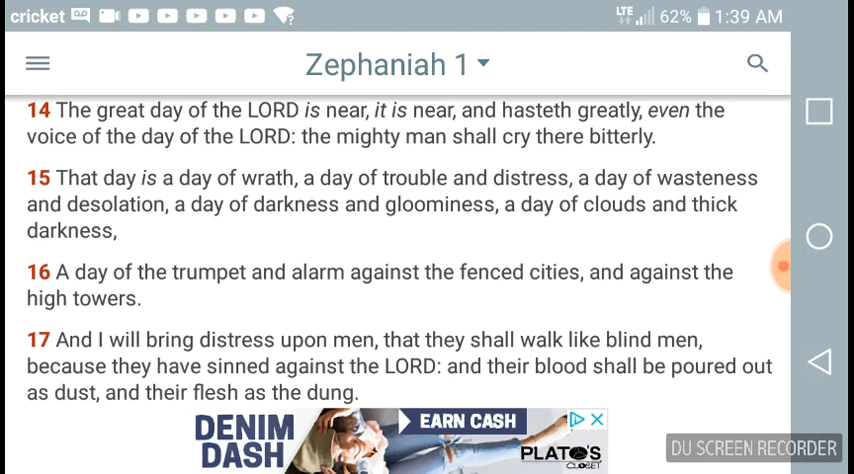 cricket 62% 1:39 AM
LTE
Zephaniah 1
14 The great day of the LORD is near, it is near, and hasteth greatly, even the
voice of the day of the LORD: the mighty man shall cry there bitterly.
15 That day is a day of wrath, a day of trouble and distress, a day of wasteness
and desolation, a day of darkness and gloominess, a day of clouds and thick
darkness,
16 A day of the trumpet and alarm against the fenced cities, and against the
high towers.
17 And I will bring distress upon men, that they shall walk like blind men,
because they have sinned against the LORD: and their blood shall be poured out
as dust, and their flesh as the dung.
DENIM
DASH
EARN CASH
PLATO'S
CLOSET
DU SCREEN RECORDER